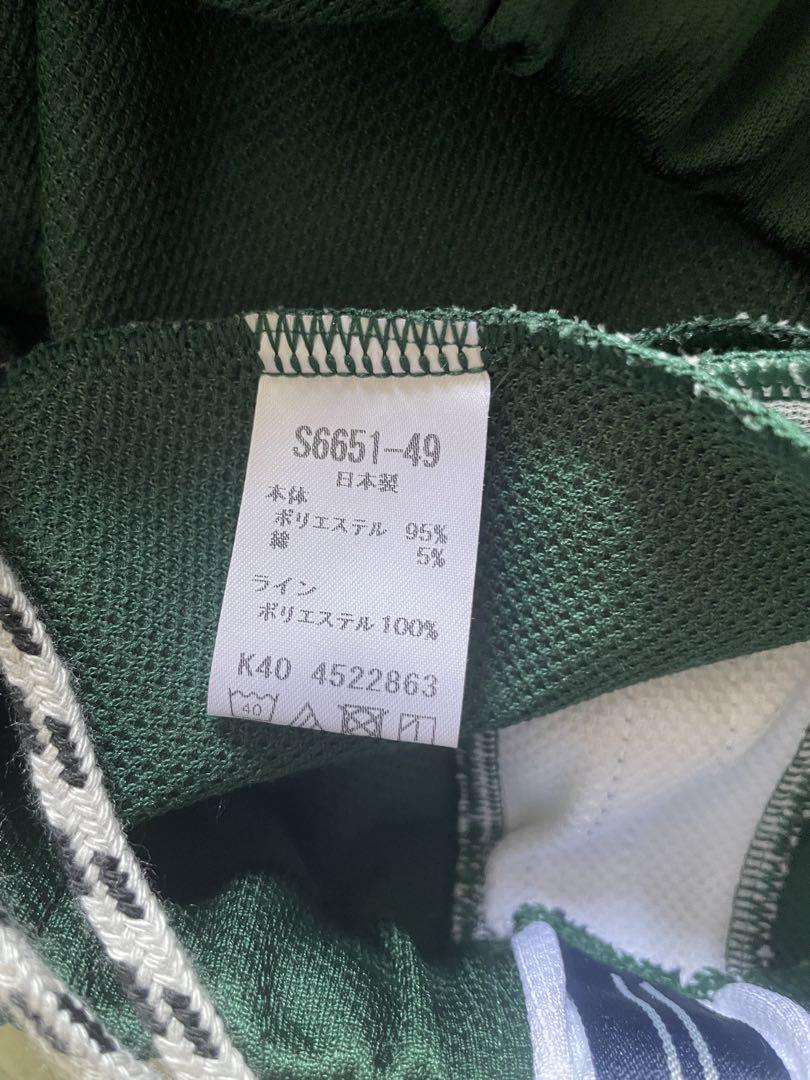 S6651-49
日本製
本体
ポリエステル 95%
綿 5%
ライン
ポリエステル 100%
K40 4522863
40